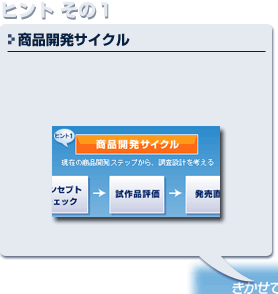 ヒント その1
商品開発サイクル
ヒント1
商品開発サイクル
現在の商品開発ステップから、調査設計を考える
ンセプト
ェック
試作品評価
発売直
きかせて